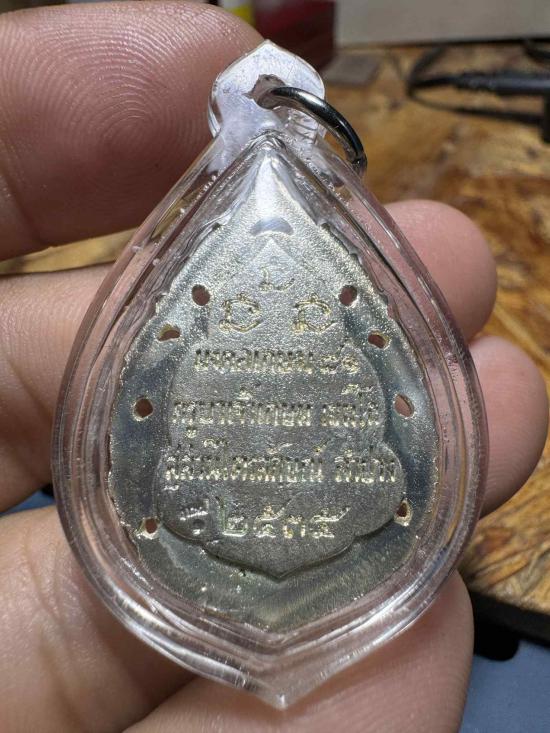 มงคลเกษม ๘๑
ครูบาเจ้าเกษม เขมโก
สุสานไตรลักษณ์ ลำปาง
๒๕๓๕